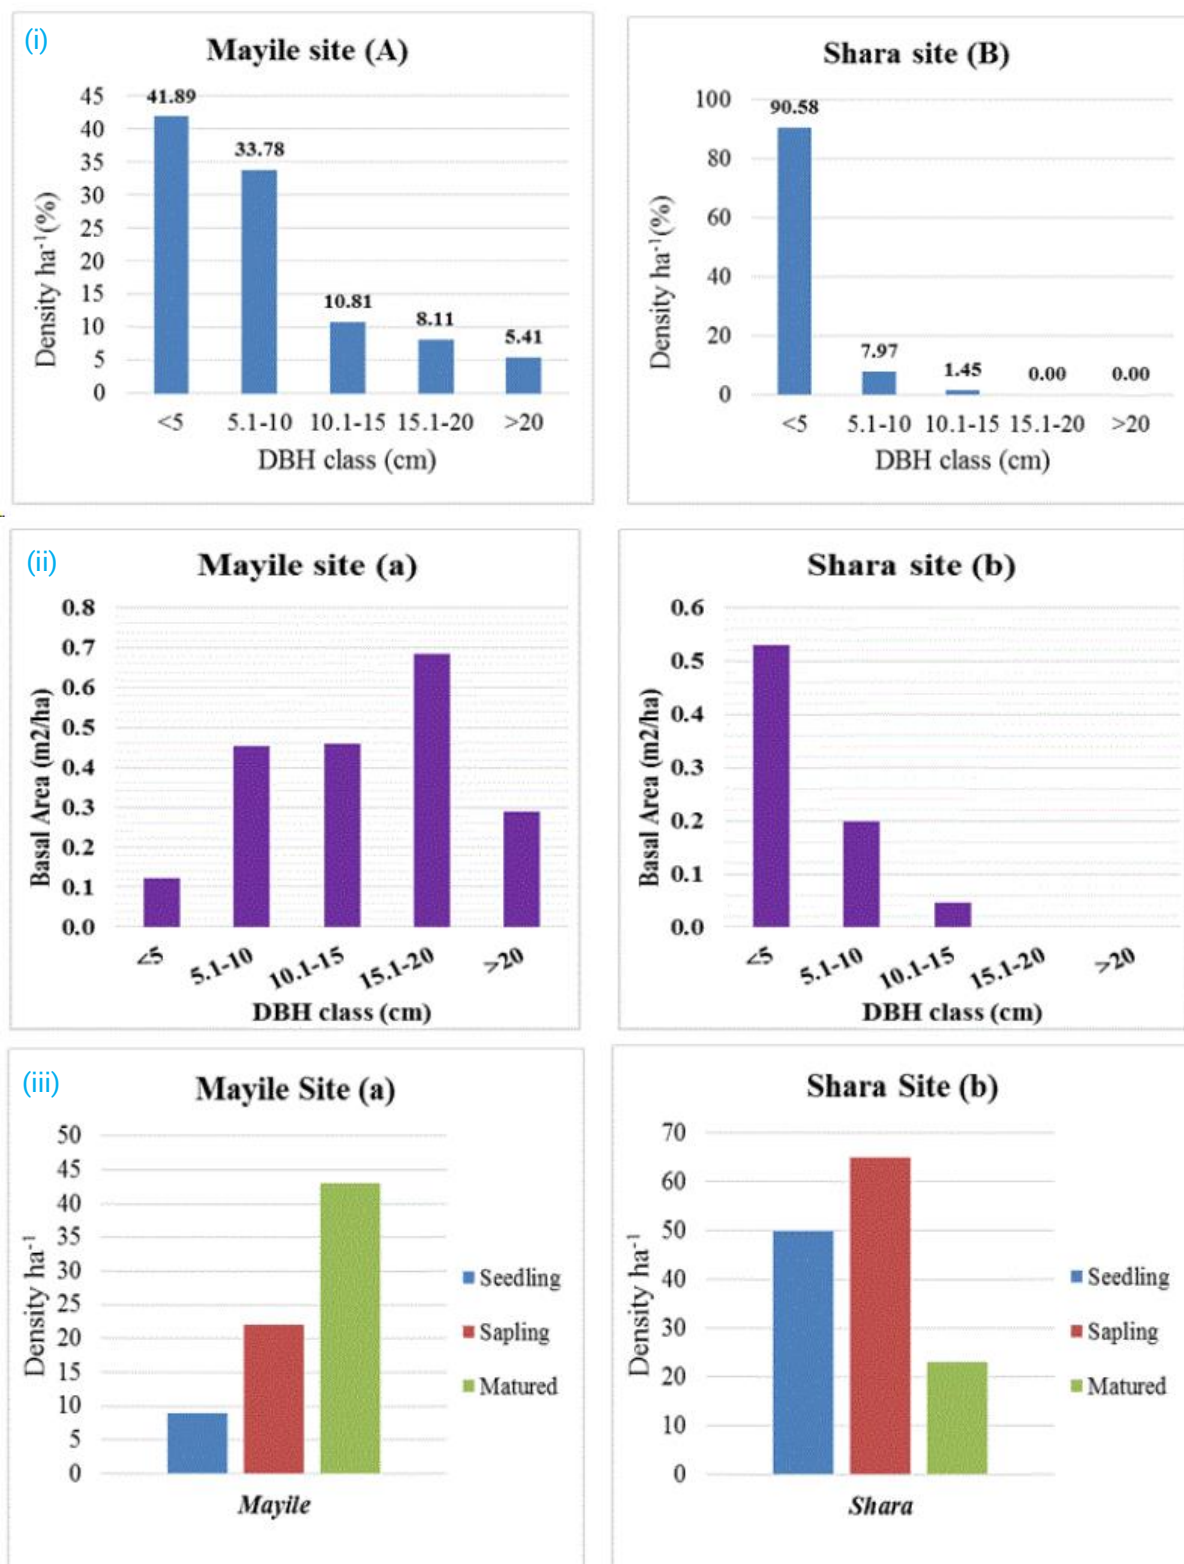 (i)
Mayile site (A)
Density ha⁻¹(%)
45
40
35
30
25
20
15
10
5
0
41.89
33.78
10.81
8.11
5.41
<5 5.1-10 10.1-15 15.1-20 >20
DBH class (cm)
Shara site (B)
Density ha⁻¹(%)
100
80
60
40
20
0
90.58
7.97
1.45
0.00
0.00
<5 5.1-10 10.1-15 15.1-20 >20
DBH class (cm)
(ii)
Mayile site (a)
Basal Area (m2/ha)
0.8
0.7
0.6
0.5
0.4
0.3
0.2
0.1
0.0
<5 5.1-10 10.1-15 15.1-20 >20
DBH class (cm)
Shara site (b)
Basal Area (m2/ha)
0.6
0.5
0.4
0.3
0.2
0.1
0.0
<5 5.1-10 10.1-15 15.1-20 >20
DBH class (cm)
(iii)
Mayile Site (a)
Density ha⁻¹
50
45
40
35
30
25
20
15
10
5
0
Mayile
Seedling
Sapling
Matured
Shara Site (b)
Density ha⁻¹
70
60
50
40
30
20
10
0
Shara
Seedling
Sapling
Matured